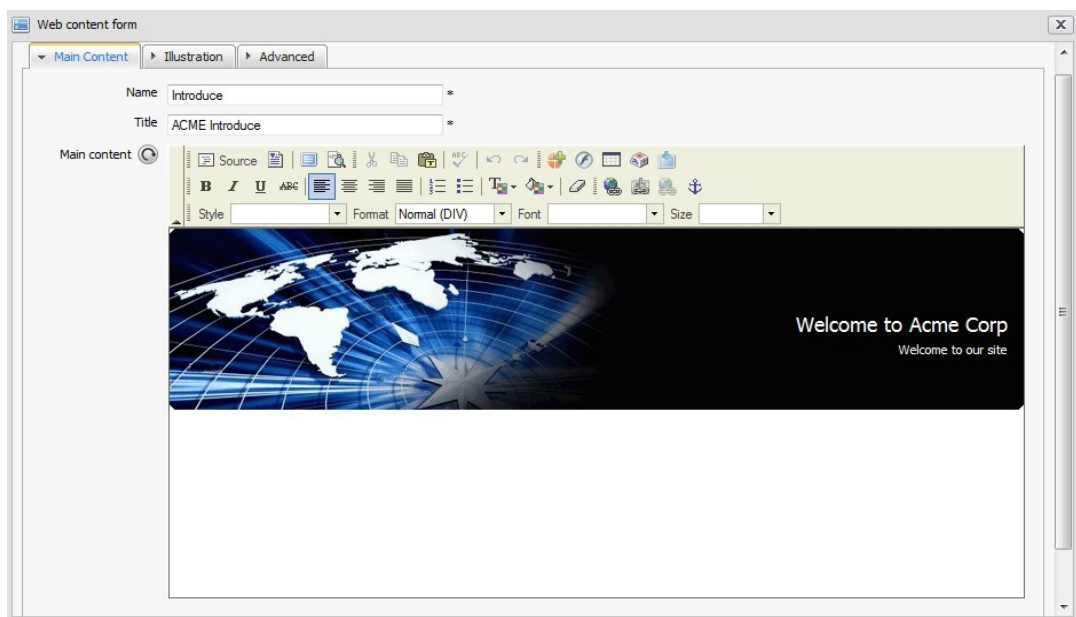 Web content form
Main Content Illustration Advanced
Name Introduce *
Title ACME Introduce *
Main content
Source
B I U ABC
Style Format Normal (DIV) Font Size
Welcome to Acme Corp
Welcome to our site